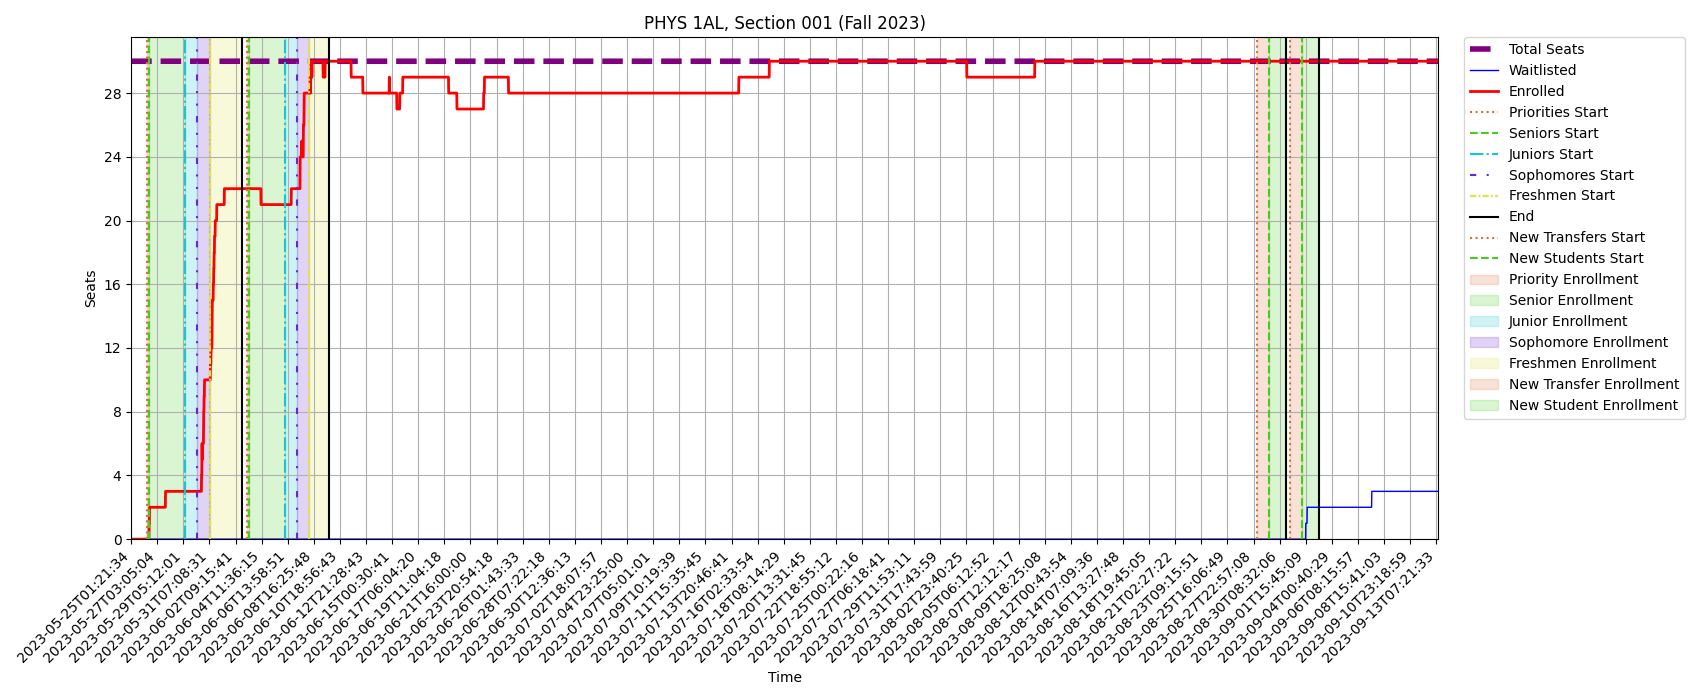 PHYS 1AL, Section 001 (Fall 2023)
Seats
28
24
20
16
12
8
4
0
2023-05-25T01:21:34
2023-05-27T03:05:04
2023-05-29T05:12:01
2023-05-31T07:08:31
2023-06-02T09:15:41
2023-06-04T11:36:15
2023-06-06T13:58:51
2023-06-08T16:25:48
2023-06-10T18:56:43
2023-06-12T21:28:43
2023-06-15T00:30:41
2023-06-17T06:04:20
2023-06-19T11:04:18
2023-06-21T16:00:00
2023-06-23T20:54:18
2023-06-26T01:43:33
2023-06-28T07:22:18
2023-06-30T12:36:13
2023-07-02T18:07:57
2023-07-04T23:25:00
2023-07-07T05:01:01
2023-07-09T10:19:39
2023-07-11T15:35:45
2023-07-13T20:46:41
2023-07-16T02:33:54
2023-07-18T08:14:29
2023-07-20T13:31:45
2023-07-22T18:55:12
2023-07-25T00:22:16
2023-07-27T06:18:41
2023-07-29T11:53:11
2023-07-31T17:43:59
2023-08-02T23:40:25
2023-08-05T06:12:52
2023-08-07T12:12:17
2023-08-09T18:25:08
2023-08-12T00:43:54
2023-08-14T07:09:36
2023-08-16T13:27:48
2023-08-18T19:45:05
2023-08-21T02:27:22
2023-08-23T09:15:51
2023-08-25T16:06:49
2023-08-27T22:57:08
2023-08-30T08:32:06
2023-09-01T15:45:09
2023-09-04T00:40:29
2023-09-06T08:15:57
2023-09-08T15:41:03
2023-09-10T23:18:59
2023-09-13T07:21:33
Time
Total Seats
Waitlisted
Enrolled
Priorities Start
Seniors Start
Juniors Start
Sophomores Start
Freshmen Start
End
New Transfers Start
New Students Start
Priority Enrollment
Senior Enrollment
Junior Enrollment
Sophomore Enrollment
Freshmen Enrollment
New Transfer Enrollment
New Student Enrollment